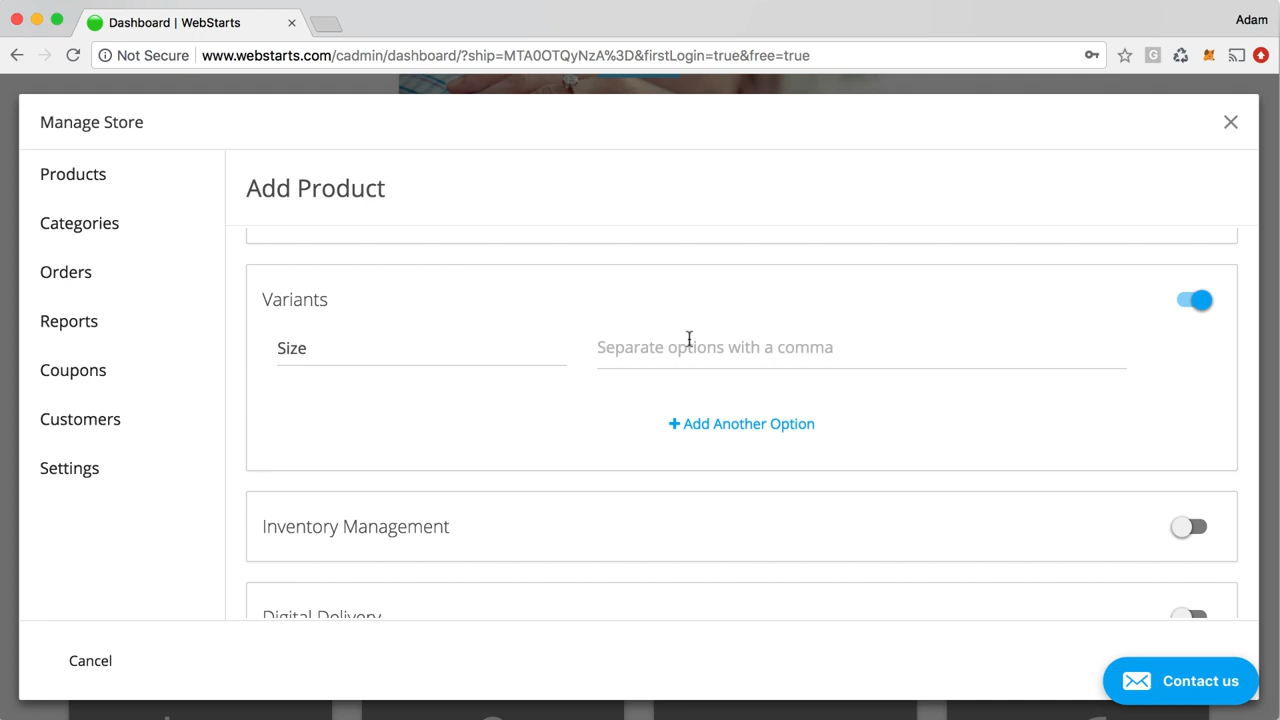 Dashboard | WebStarts
Adam
Not Secure www.webstarts.com/cadmin/dashboard/?ship=MTA0OTQyNzA%3D&firstLogin=true&free=true
Manage Store
Products
Categories
Orders
Reports
Coupons
Customers
Settings
Add Product
Variants
Size
Separate options with a comma
+ Add Another Option
Inventory Management
Digital Delivery
Cancel
Contact us